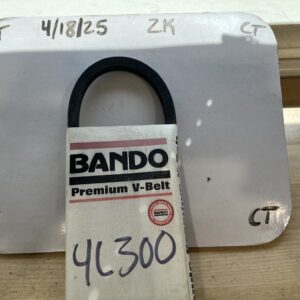 T 4/18/25 ZK CT
BANDO
Premium V-Belt
4L300
CT